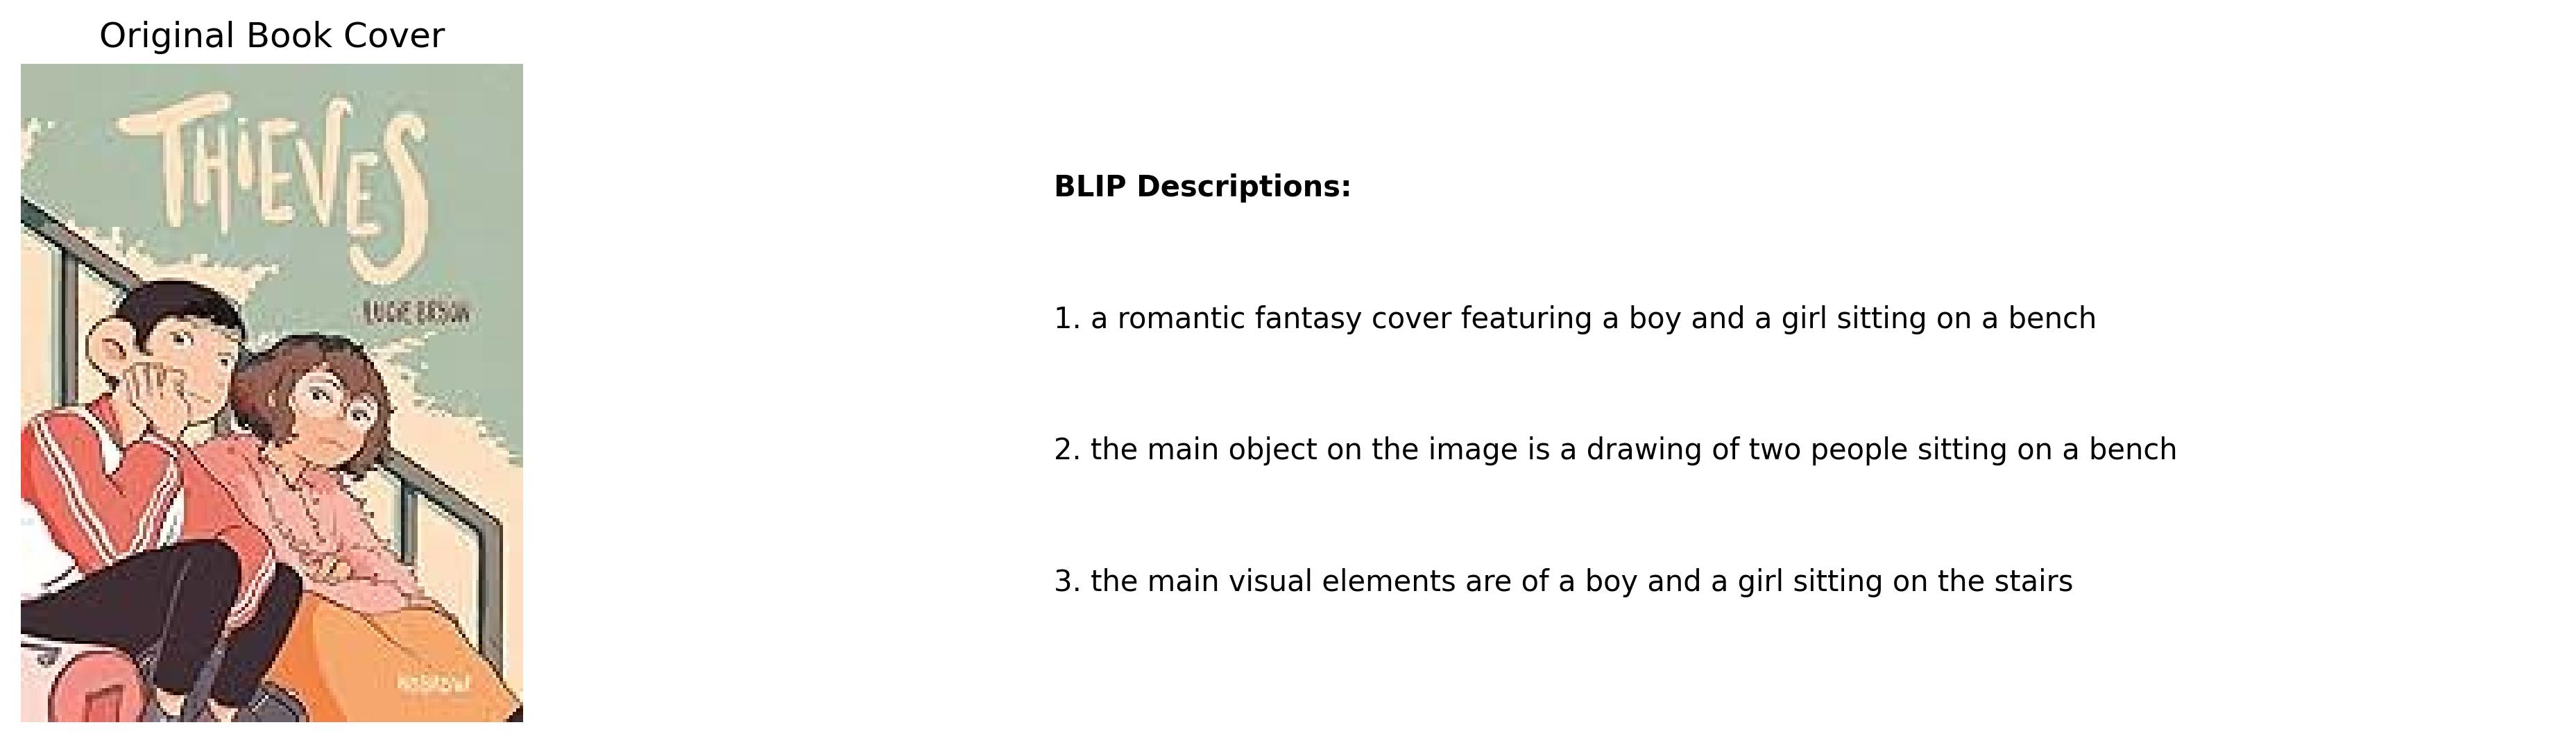 Original Book Cover
THiEVES
LUCIE BRYON
BLIP Descriptions:
1. a romantic fantasy cover featuring a boy and a girl sitting on a bench
2. the main object on the image is a drawing of two people sitting on a bench
3. the main visual elements are of a boy and a girl sitting on the stairs